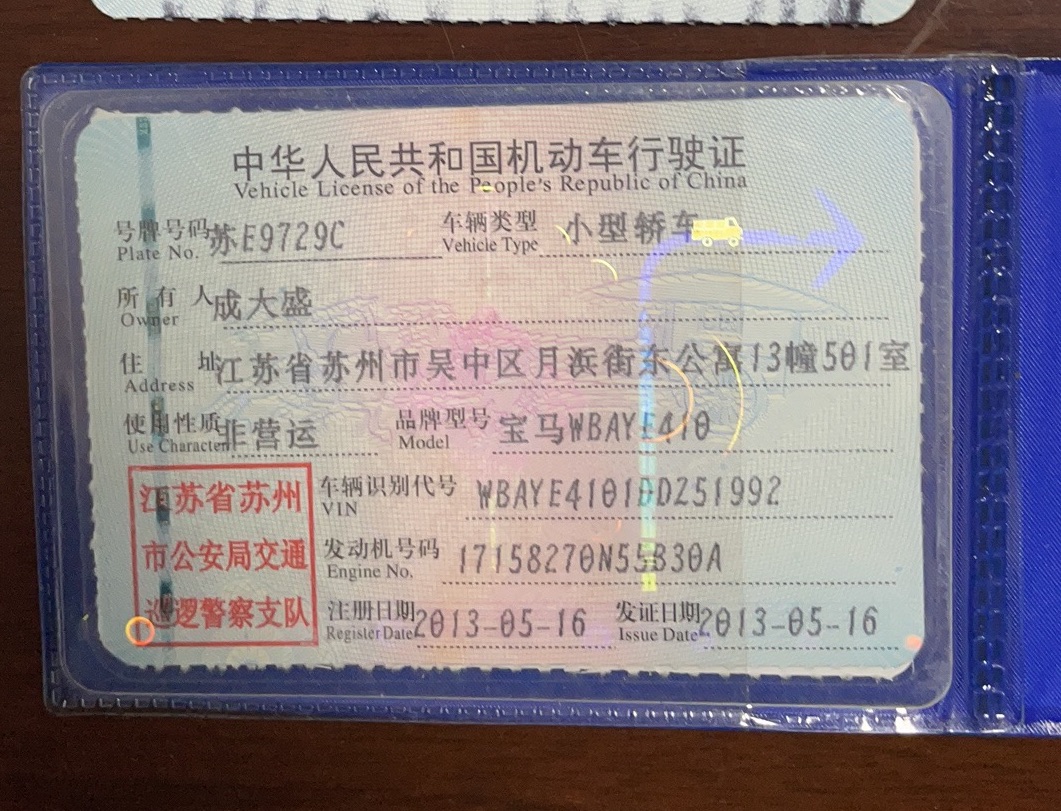 中华人民共和国机动车行驶证
Vehicle License of the People's Republic of China
号牌号码 苏E9729C 车辆类型 小型轿车
Plate No. Vehicle Type
所有人 成大盛
Owner
住址 江苏省苏州市吴中区月浜街东公寓13幢501室
Address
使用性质 非营运 品牌型号 宝马WBAYE410
Use Character Model
江苏省苏州 车辆识别代号 WBAYE4101DDZ51992
VIN
市公安局交通 发动机号码 17158270N55B30A
Engine No.
巡逻警察支队 注册日期 2013-05-16 发证日期 2013-05-16
Register Date Issue Date